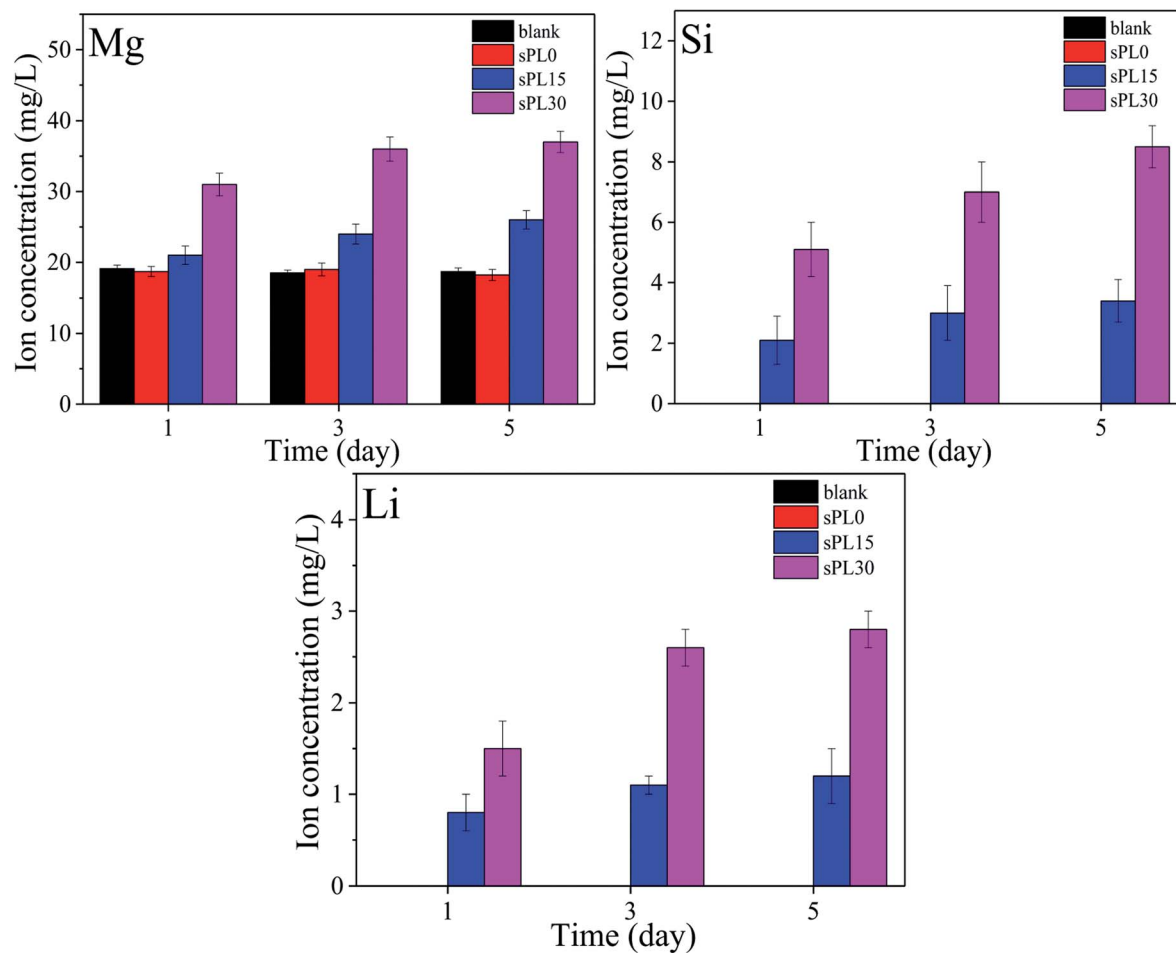 Mg
blank
sPL0
sPL15
sPL30
Ion concentration (mg/L)
50
40
30
20
10
0
1 3 5
Time (day)
Si
blank
sPL0
sPL15
sPL30
Ion concentration (mg/L)
12
10
8
6
4
2
0
1 3 5
Time (day)
Li
blank
sPL0
sPL15
sPL30
Ion concentration (mg/L)
4
3
2
1
0
1 3 5
Time (day)